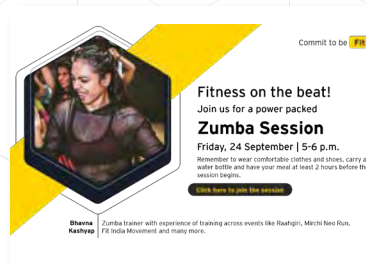 Commit to be Fit
Fitness on the beat!
Join us for a power packed
Zumba Session
Friday, 24 September | 5-6 p.m.
Remember to wear comfortable clothes and shoes, carry a
water bottle and have your meal at least 2 hours before the
session begins.
Click here to join the session
Bhavna
Kashyap
Zumba trainer with experience of training across events like Raahgiri, Mirchi Neo Run,
Fit India Movement and many more.